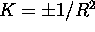 K = ±1/R²